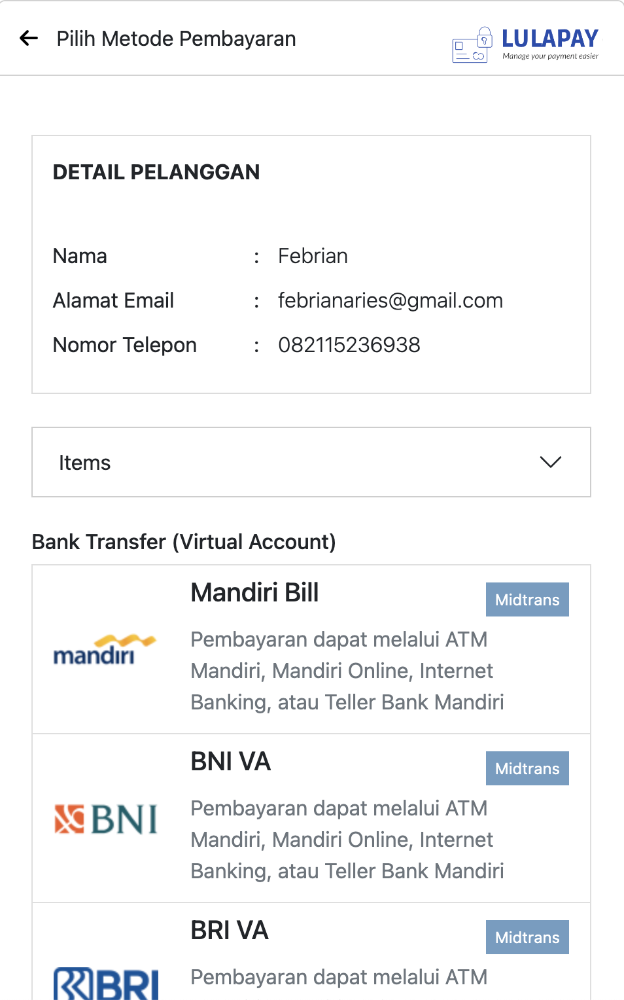 Pilih Metode Pembayaran
LULAPAY
Manage your payment easier
DETAIL PELANGGAN
Nama : Febrian
Alamat Email : febrianaries@gmail.com
Nomor Telepon : 082115236938
Items
Bank Transfer (Virtual Account)
Mandiri Bill
Midtrans
mandiri
Pembayaran dapat melalui ATM
Mandiri, Mandiri Online, Internet
Banking, atau Teller Bank Mandiri
BNI VA
Midtrans
BNI
Pembayaran dapat melalui ATM
Mandiri, Mandiri Online, Internet
Banking, atau Teller Bank Mandiri
BRI VA
Midtrans
BRI
Pembayaran dapat melalui ATM